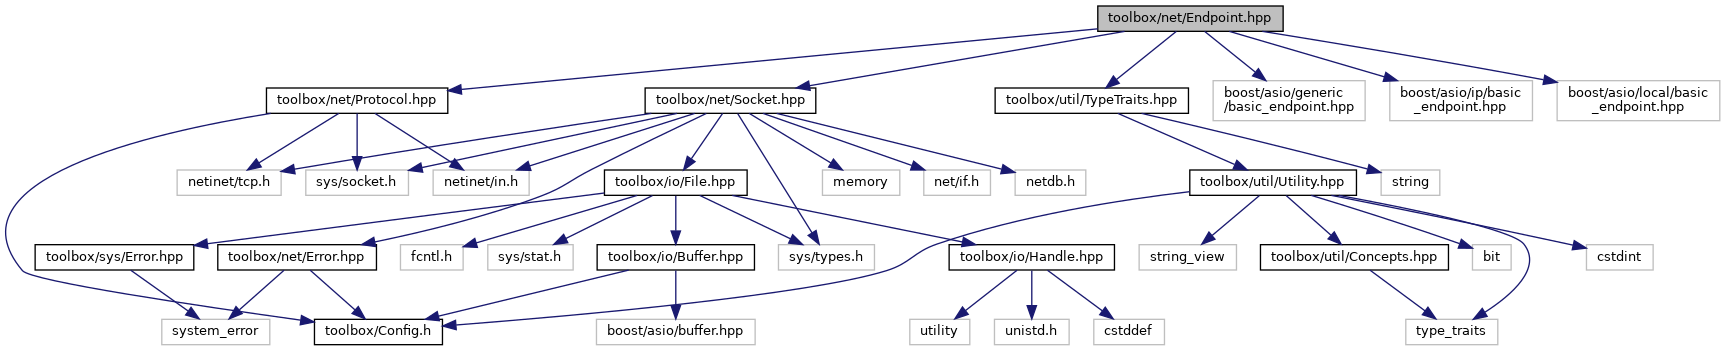 toolbox/net/Endpoint.hpp
toolbox/net/Protocol.hpp
toolbox/net/Socket.hpp
toolbox/util/TypeTraits.hpp
boost/asio/generic
/basic_endpoint.hpp
boost/asio/ip/basic
_endpoint.hpp
boost/asio/local/basic
_endpoint.hpp
netinet/tcp.h
sys/socket.h
netinet/in.h
toolbox/io/File.hpp
memory
net/if.h
netdb.h
toolbox/util/Utility.hpp
string
toolbox/sys/Error.hpp
toolbox/net/Error.hpp
fcntl.h
sys/stat.h
toolbox/io/Buffer.hpp
sys/types.h
toolbox/io/Handle.hpp
string_view
toolbox/util/Concepts.hpp
bit
cstdint
system_error
toolbox/Config.h
boost/asio/buffer.hpp
utility
unistd.h
cstddef
type_traits